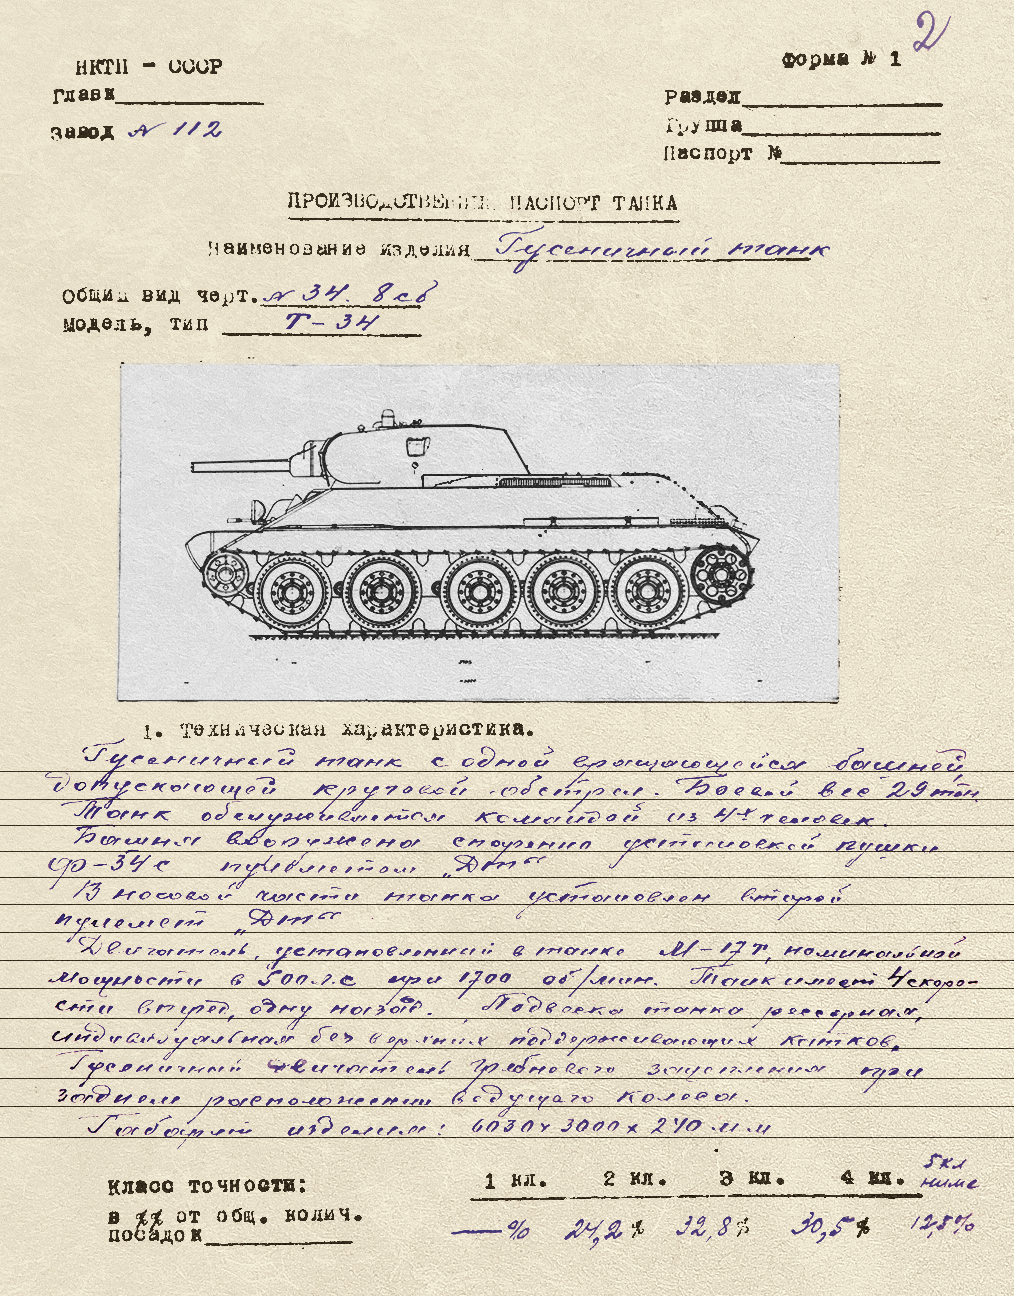 2
НКТП - СССР
Форма № 1
Главк
Раздел
Завод № 112
Группа
Паспорт №
ПРОИЗВОДСТВЕННЫЙ ПАСПОРТ ТАНКА
Наименование изделия Гусеничный танк
Общий вид черт. № 34. 8сб
Модель, тип Т-34
1. Техническая характеристика.
Гусеничный танк с одной вращающейся башней,
допускающей круговой обстрел. Боевой вес 29 тн.
Танк обслуживается командой из 4х человек.
Башня вооружена спаренно установкой пушки
Ф-34 с пулеметом „Дт“
В носовой части танка установлен второй
пулемет „Дт“
Двигатель, установленный в танке М-17Т, номинальной
мощности в 500 л.с при 1700 об/мин. Танк имеет 4 скоро-
сти вперед, одну назад. Подвеска танка рессорная,
индивидуальная без верхних поддерживающих катков.
Гусеничный движитель гребневого зацепления при
заднем расположении ведущего колеса.
Габарит изделия: 6030х3000х240 мм
Класс точности: 1 кл. 2 кл. 3 кл. 4 кл. 5 кл
ниже
в %% от общ. колич.
посадок — % 24,2 % 32,8 % 30,5 % 12,5%